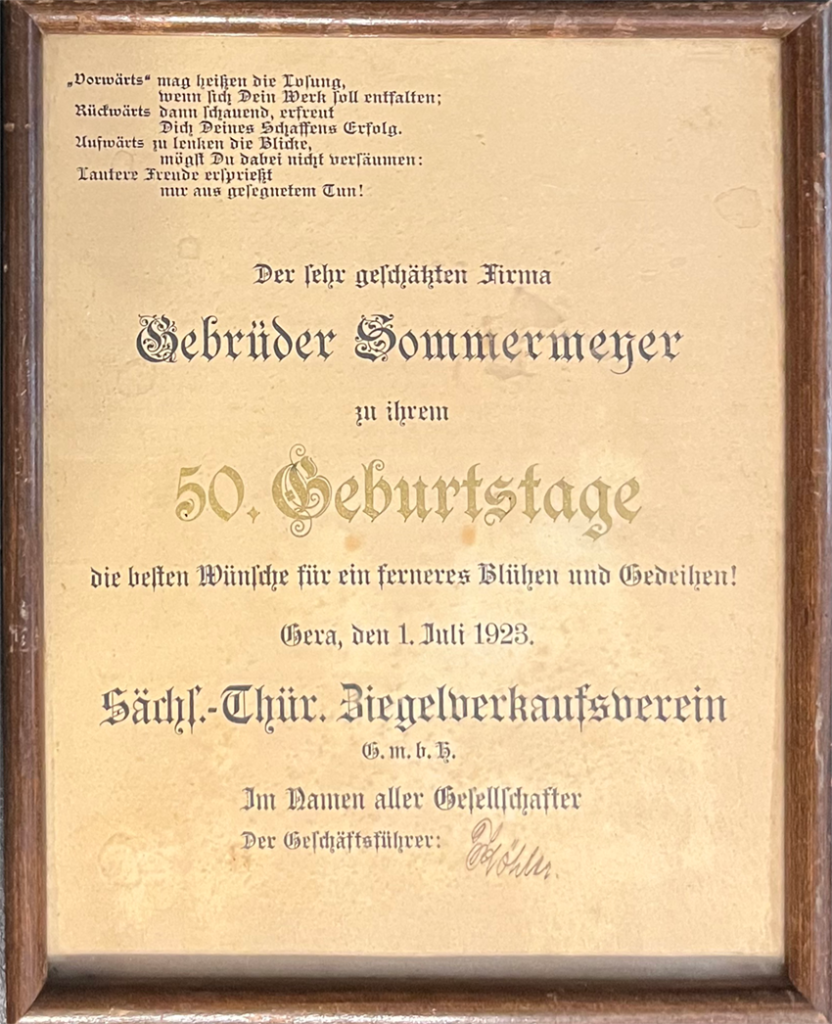 „Vorwärts“ mag heißen die Losung,
wenn sich Dein Werk soll entfalten;
Rückwärts dann schauend, erfreut
Dich Deines Schaffens Erfolg.
Aufwärts zu lenken die Blicke,
mögst Du dabei nicht versäumen:
Lautere Freude ersprießt
nur aus gesegnetem Tun!
Der sehr geschätzten Firma
Gebrüder Sommermeyer
zu ihrem
50. Geburtstage
die besten Wünsche für ein ferneres Blühen und Gedeihen!
Gera, den 1. Juli 1923.
Sächs.-Thür. Ziegelverkaufsverein
G. m. b. H.
Im Namen aller Gesellschafter
Der Geschäftsführer: